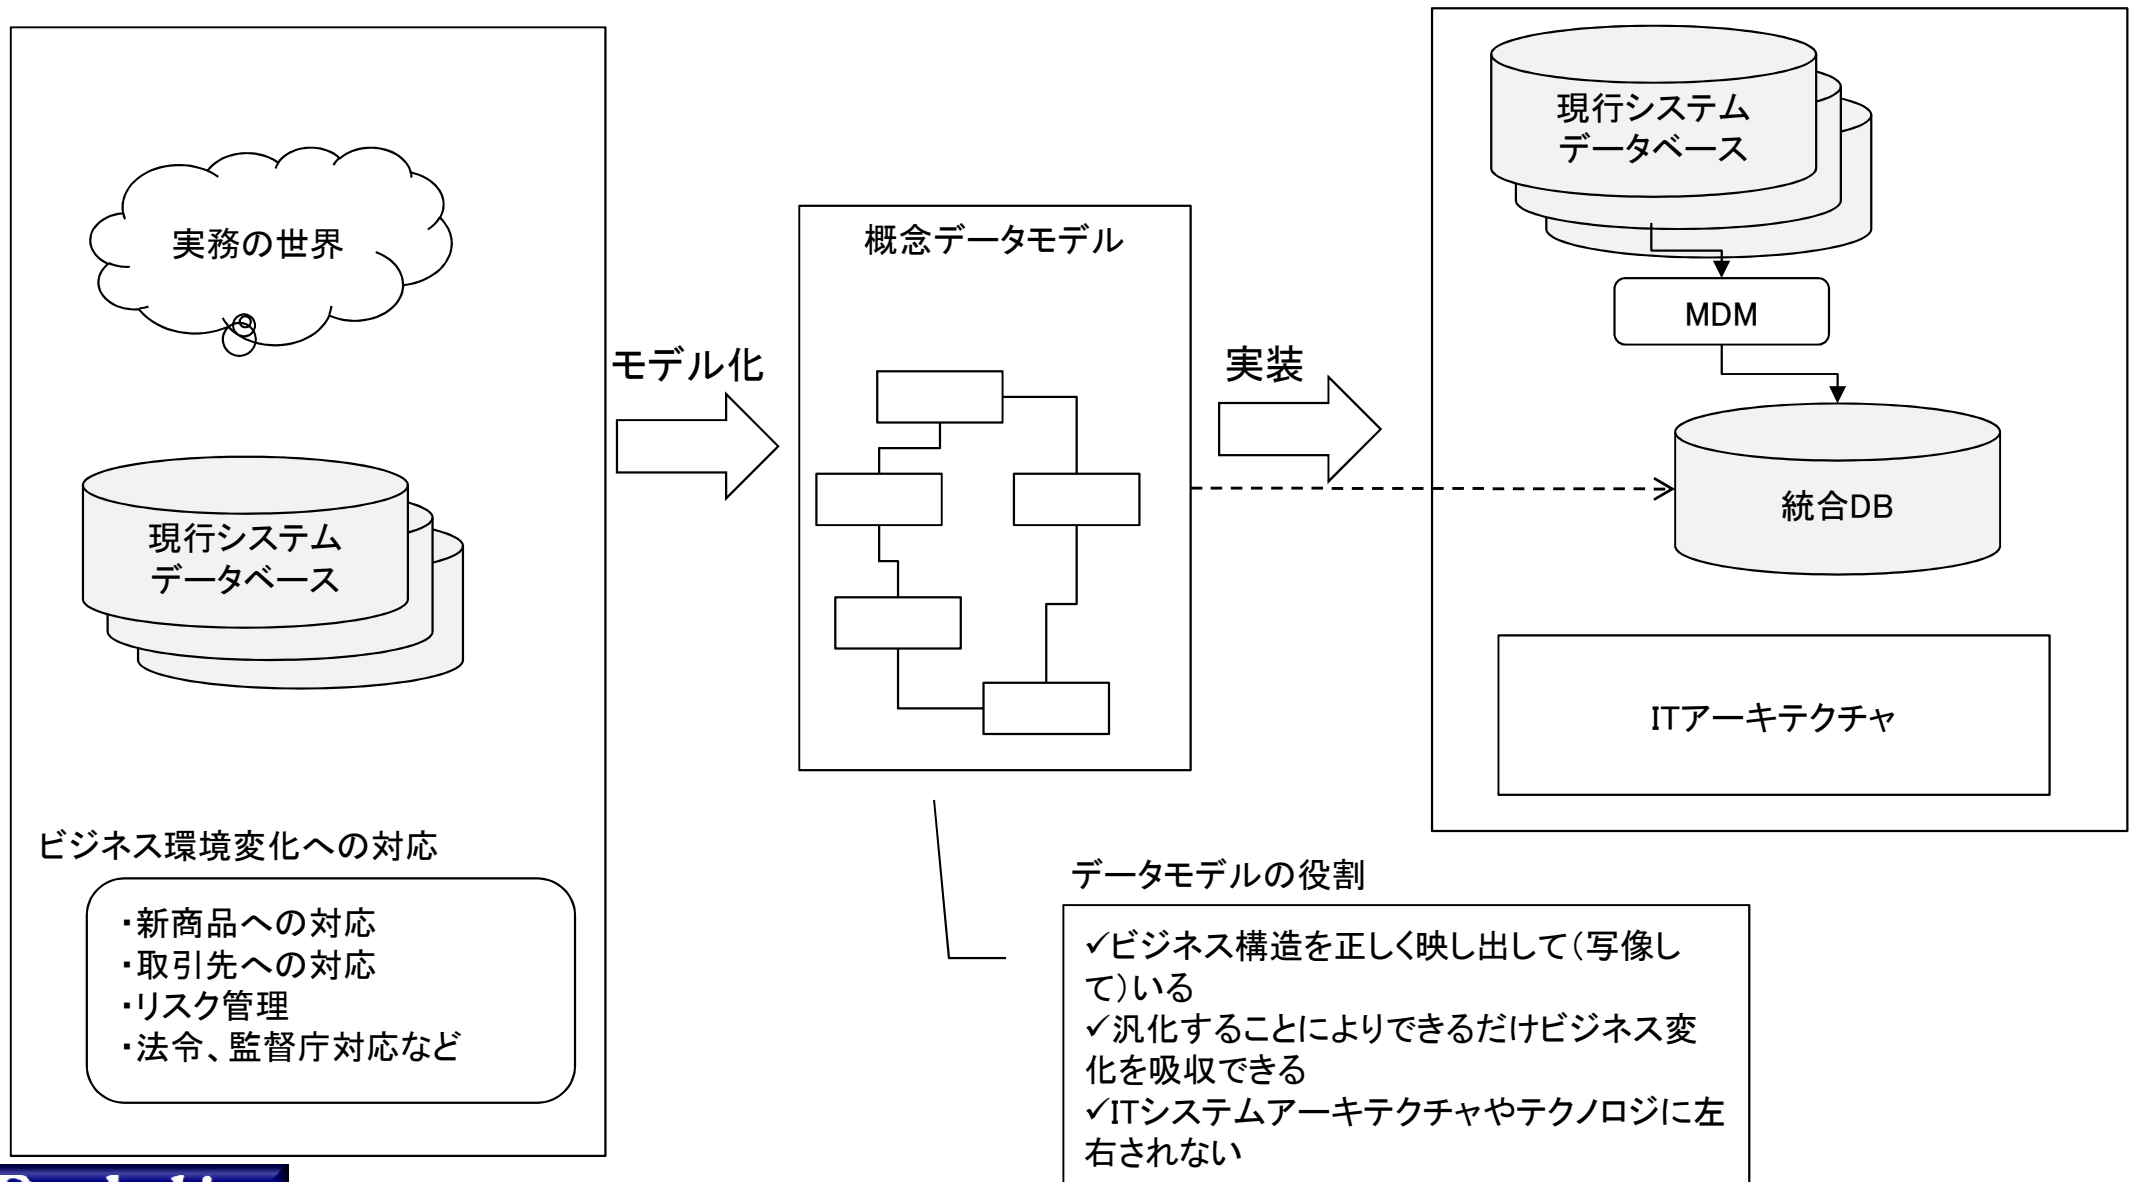 実務の世界
現行システム
データベース
ビジネス環境変化への対応
・新商品への対応
・取引先への対応
・リスク管理
・法令、監督庁対応など
モデル化
概念データモデル
実装
現行システム
データベース
MDM
統合DB
ITアーキテクチャ
データモデルの役割
✓ビジネス構造を正しく映し出して(写像し
て)いる
✓汎化することによりできるだけビジネス変
化を吸収できる
✓ITシステムアーキテクチャやテクノロジに左
右されない